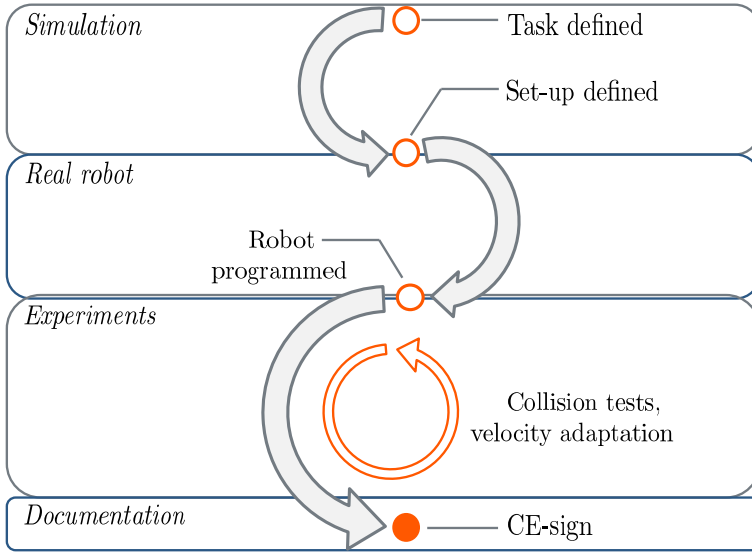 Simulation
Task defined
Set-up defined
Real robot
Robot
programmed
Experiments
Collision tests,
velocity adaptation
Documentation
CE-sign